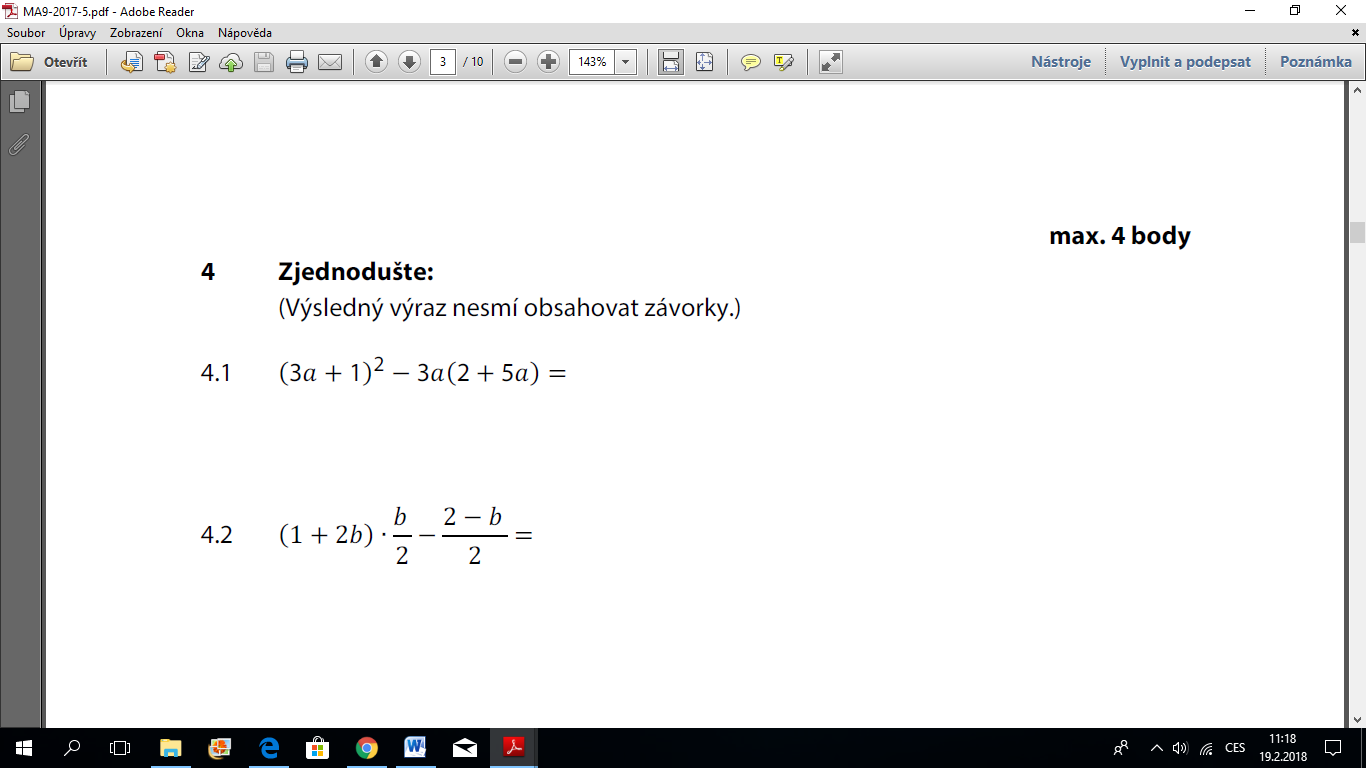 MA9-2017-5.pdf - Adobe Reader
Soubor Úpravy Zobrazení Okna Nápověda
Otevřít 3 / 10 143% Nástroje Vyplnit a podepsat Poznámka
max. 4 body
4 Zjednodušte:
(Výsledný výraz nesmí obsahovat závorky.)
4.1 (3a + 1)² − 3a(2 + 5a) =
4.2 (1 + 2b) · b/2 − (2 − b)/2 =
CES 11:18
19.2.2018